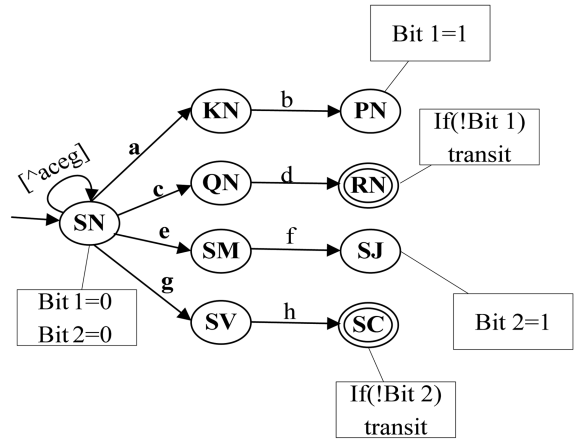 Bit 1=1
KN
b
PN
If(!Bit 1)
transit
a
[^aceg]
QN
d
RN
c
SN
e
SM
f
SJ
g
Bit 1=0
Bit 2=0
SV
h
SC
Bit 2=1
If(!Bit 2)
transit